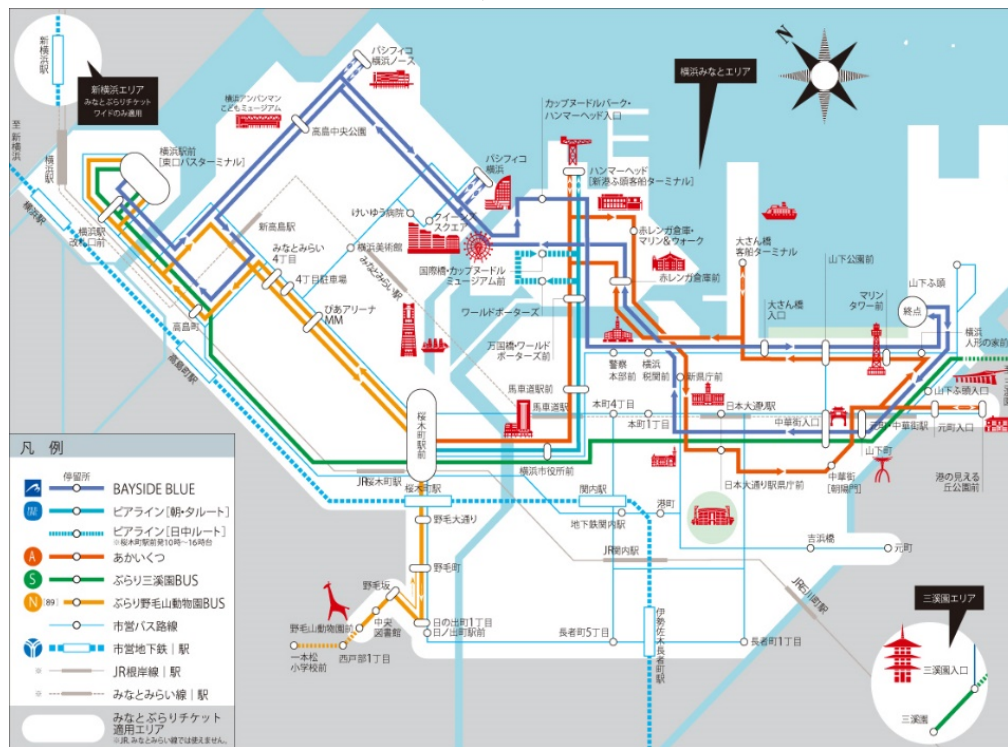 新横浜駅
新横浜エリア
みなとぶらりチケット
ワイドのみ適用
至 新横浜
横浜駅
横浜駅
横浜駅前
[東口バスターミナル]
横浜駅
改札口前
横浜アンパンマン
こどもミュージアム
高島中央公園
パシフィコ
横浜ノース
パシフィコ
横浜
けいゆう病院
クイーンズ
スクエア
横浜美術館
新高島駅
みなとみらい
4丁目
4丁目駐車場
みなとみらい駅
ぴあアリーナ
MM
高島町
高島町駅
カップヌードルパーク・
ハンマーヘッド入口
横浜みなとエリア
N
ハンマーヘッド
[新港ふ頭客船ターミナル]
赤レンガ倉庫・
マリン&ウォーク
赤レンガ倉庫前
国際橋・カップヌードル
ミュージアム前
ワールドポーターズ
万国橋・ワールド
ポーターズ前
大さん橋
客船ターミナル
山下公園前
大さん橋
入口
マリン
タワー前
山下ふ頭
終点
横浜
人形の家前
警察
本部前
横浜
税関前
新県庁前
馬車道駅前
馬車道駅
本町4丁目
本町1丁目
日本大通り駅
中華街入口
元町・中華街駅
山下ふ頭入口
元町入口
山下町
中華街
[朝陽門]
港の見える
丘公園前
日本大通り駅県庁前
横浜市役所前
桜木町駅前
JR桜木町駅
桜木町駅
関内駅
港町
地下鉄関内駅
JR関内駅
吉浜橋
元町
JR石川町駅
野毛大通り
野毛町
野毛坂
中央
図書館
野毛山動物園前
日の出町1丁目
日ノ出町駅前
一本松
小学校前
西戸部1丁目
長者町5丁目
伊勢佐木長者町駅
長者町1丁目
三溪園エリア
三溪園入口
三溪園
凡 例
停留所
BAYSIDE BLUE
ピアライン[朝・夕ルート]
ピアライン[日中ルート]
※桜木町駅前発10時~16時台
A あかいくつ
S ぶらり三溪園BUS
N [89] ぶらり野毛山動物園BUS
市営バス路線
市営地下鉄|駅
※ JR根岸線|駅
※ みなとみらい線|駅
みなとぶらりチケット
適用エリア
※JR、みなとみらい線では使えません。